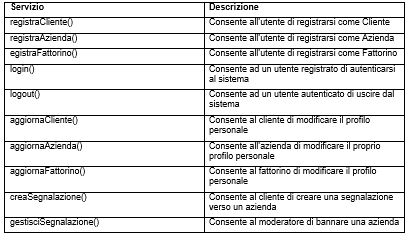 Servizio Descrizione
registraCliente() Consente all'utente di registrarsi come Cliente
registraAzienda() Consente all'utente di registrarsi come Azienda
egistraFattorino() Consente all'utente di registrarsi come Fattorino
login() Consente ad un utente registrato di autenticarsi
al sistema
logout() Consente ad un utente autenticato di uscire dal
sistema
aggiornaCliente() Consente al cliente di modificare il profilo
personale
aggiornaAzienda() Consente all'azienda di modificare il proprio
profilo personale
aggiornaFattorino() Consente al fattorino di modificare il profilo
personale
creaSegnalazione() Consente al cliente di creare una segnalazione
verso un azienda
gestisciSegnalazione() Consente al moderatore di bannare una azienda